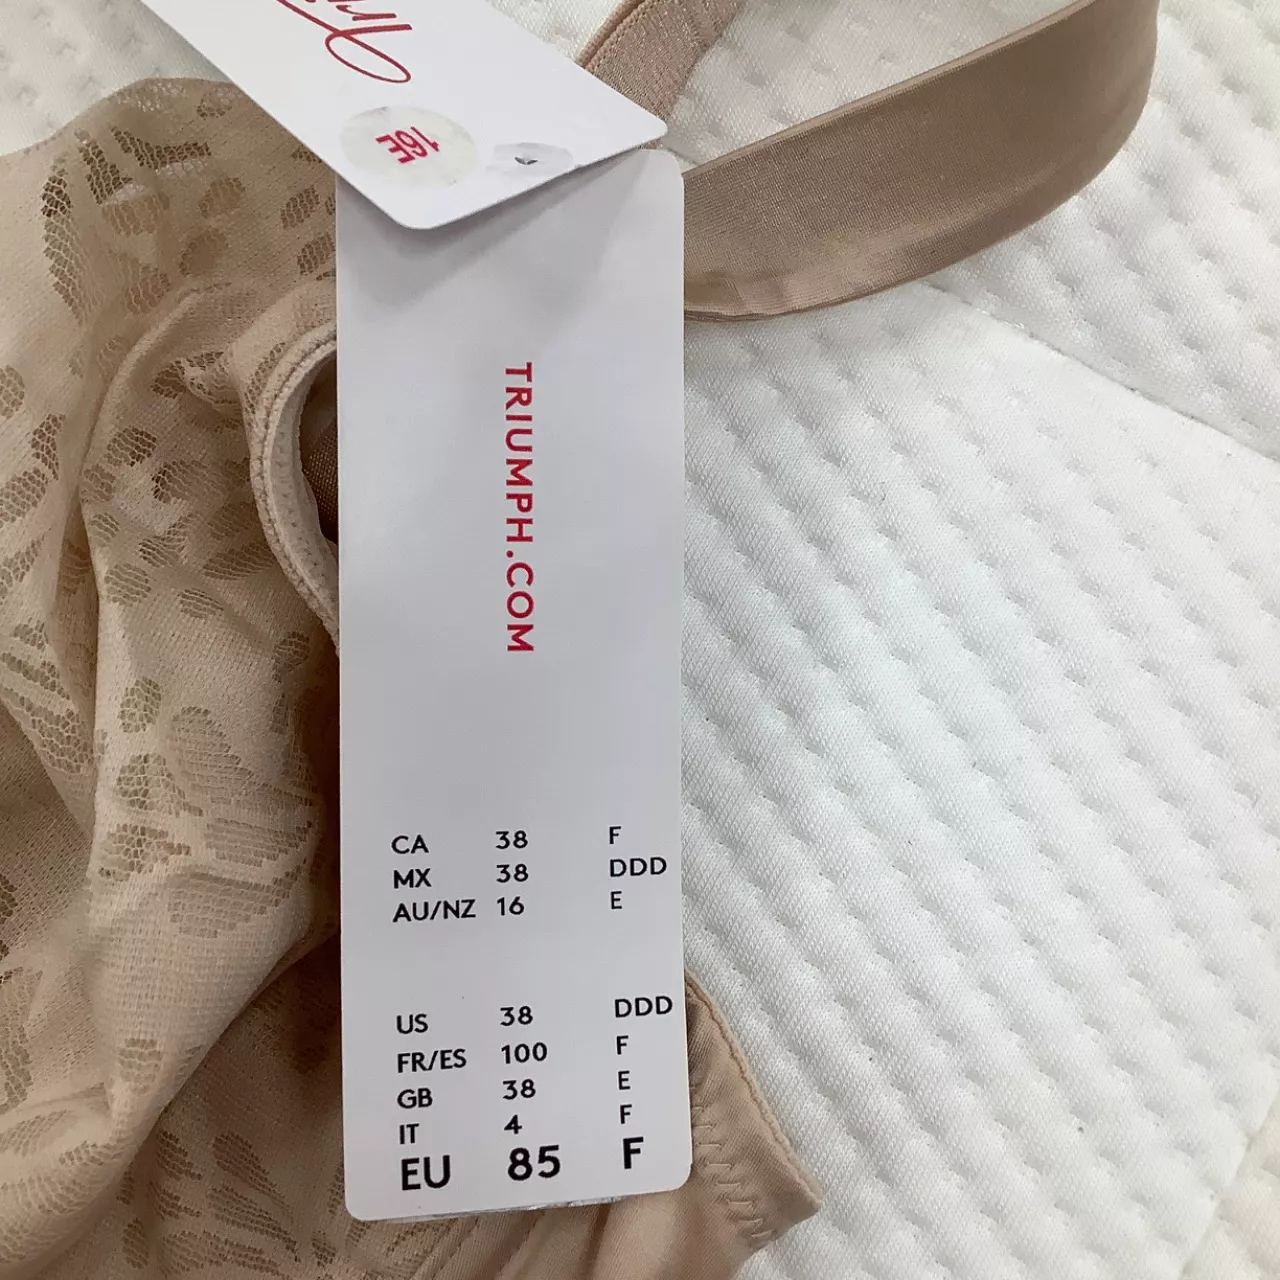 16E
TRIUMPH.COM
CA 38 F
MX 38 DDD
AU/NZ 16 E
US 38 DDD
FR/ES 100 F
GB 38 E
IT 4 F
EU 85 F